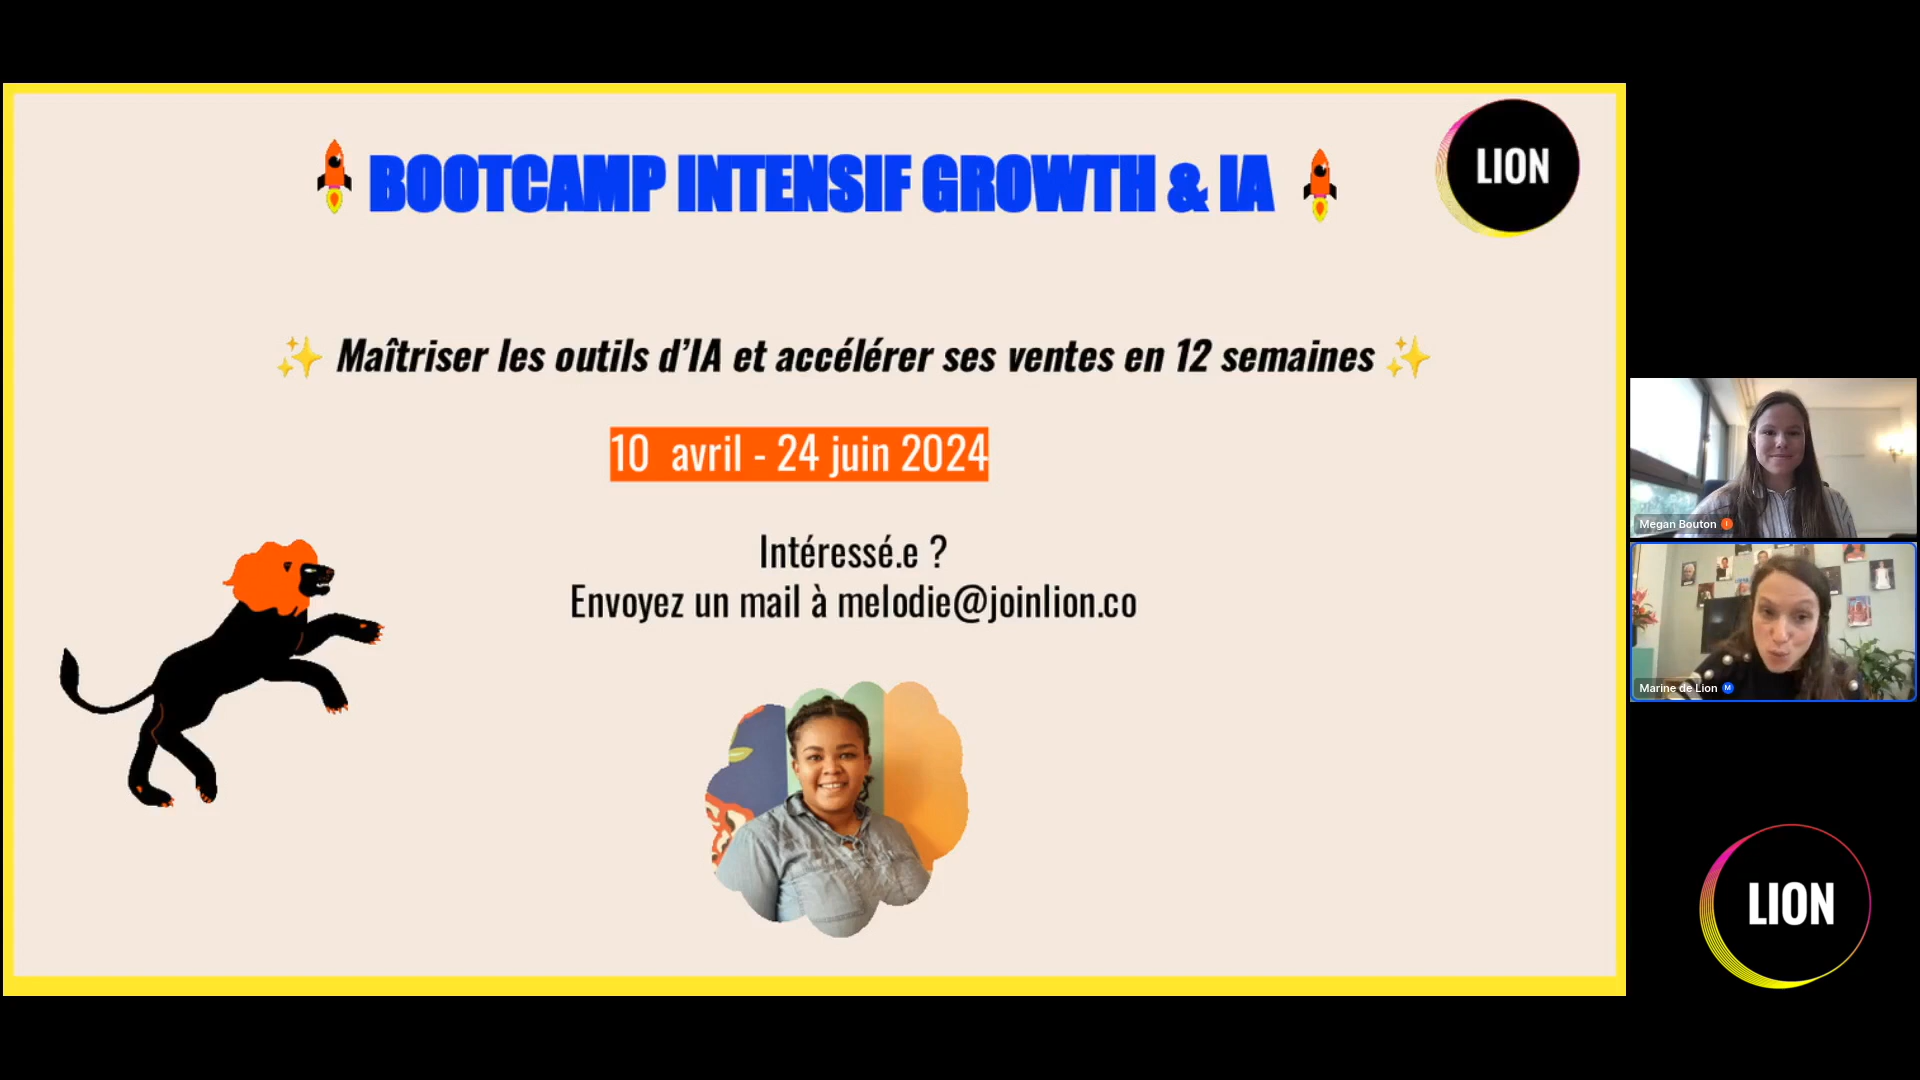 BOOTCAMP INTENSIF GROWTH & IA
LION
✨ Maîtriser les outils d'IA et accélérer ses ventes en 12 semaines ✨
10 avril - 24 juin 2024
Intéressé.e ?
Envoyez un mail à melodie@joinlion.co
Megan Bouton
Marine de Lion
M
LION